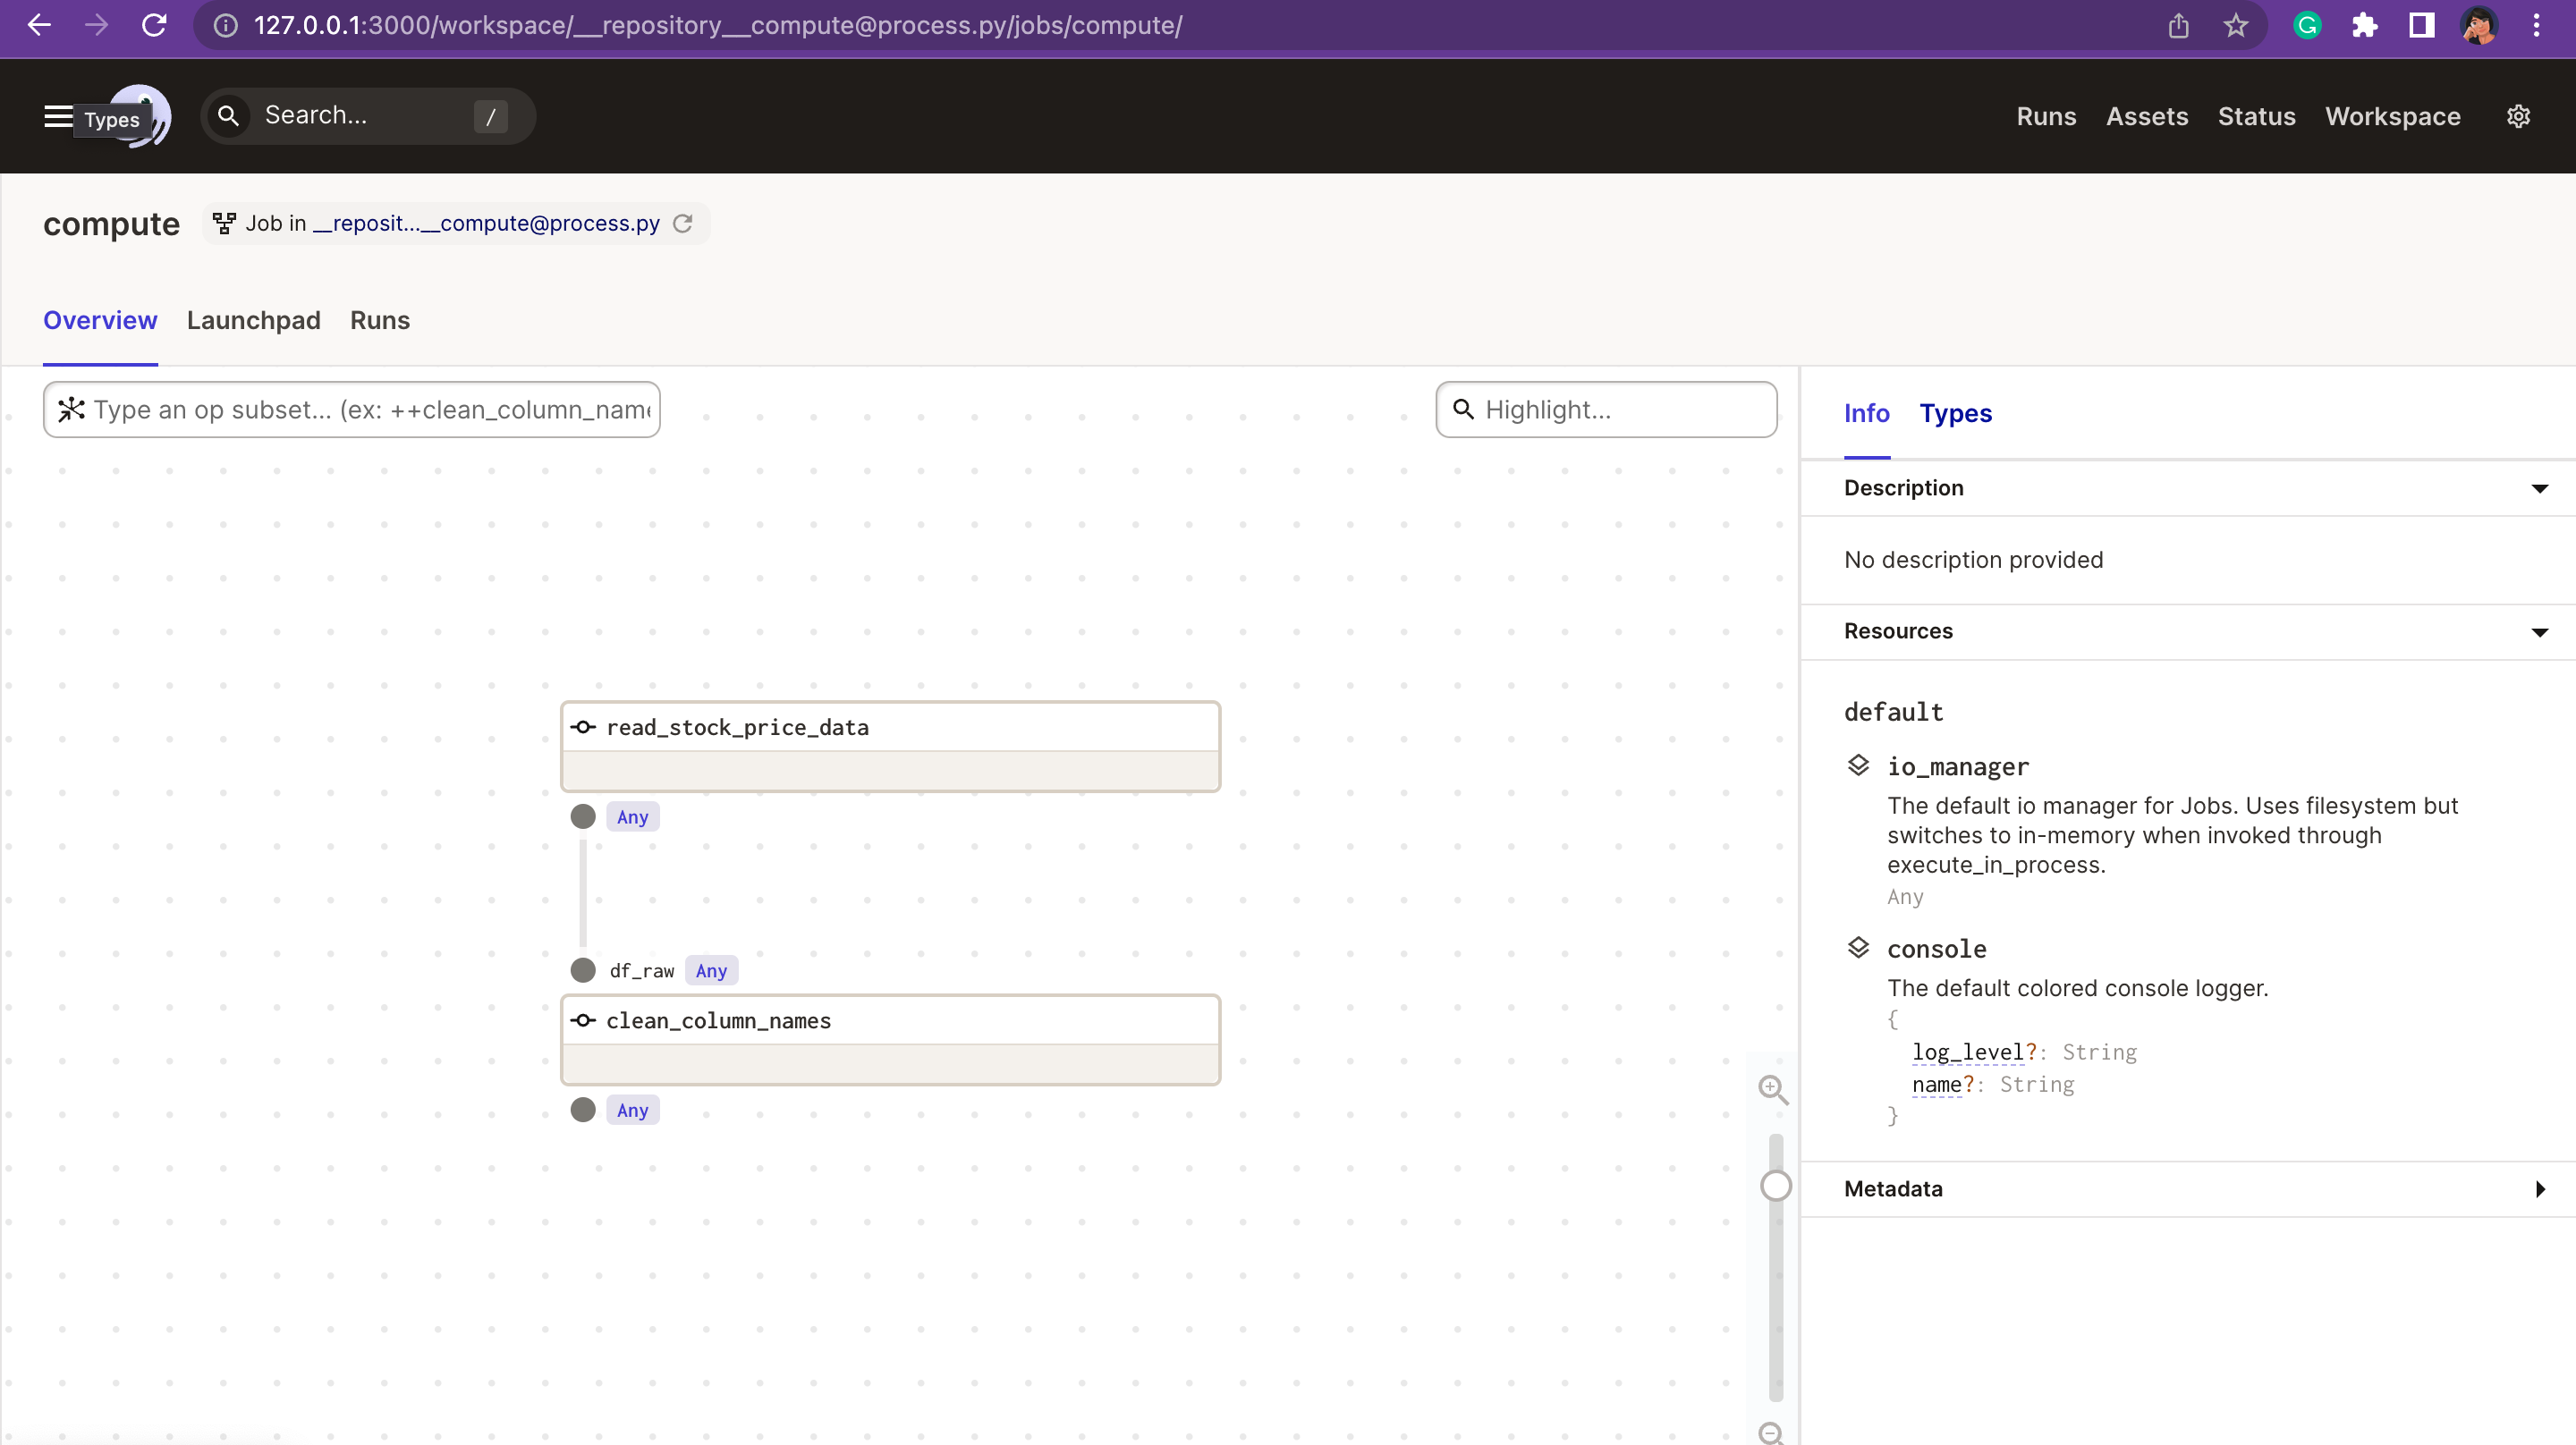 127.0.0.1:3000/workspace/__repository__compute@process.py/jobs/compute/
Types
Search...
/
Runs
Assets
Status
Workspace
compute
Job in __reposit...__compute@process.py
Overview
Launchpad
Runs
Type an op subset... (ex: ++clean_column_name
Highlight...
Info
Types
Description
No description provided
Resources
default
io_manager
The default io manager for Jobs. Uses filesystem but
switches to in-memory when invoked through
execute_in_process.
Any
console
The default colored console logger.
{
log_level?: String
name?: String
}
Metadata
read_stock_price_data
Any
df_raw Any
clean_column_names
Any